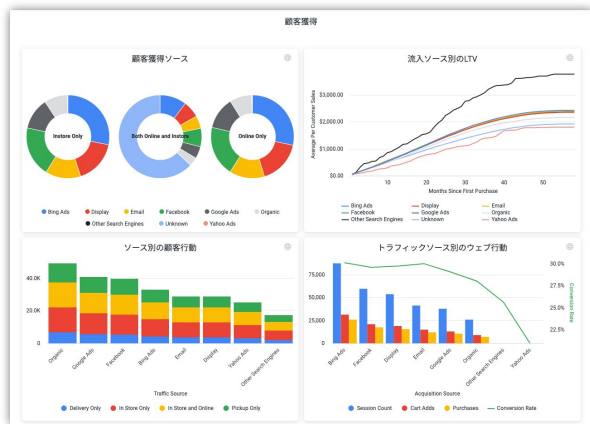 顧客獲得
顧客獲得ソース
Instore Only
Both Online and Instore
Online Only
Bing Ads
Display
Email
Facebook
Google Ads
Organic
Other Search Engines
Unknown
Yahoo Ads
流入ソース別のLTV
Average Per Customer Sales
$3,000.00
$2,000.00
$1,000.00
$0.00
10
20
30
40
50
Months Since First Purchase
Bing Ads
Display
Email
Facebook
Google Ads
Organic
Other Search Engines
Unknown
Yahoo Ads
ソース別の顧客行動
40.0K
20.0K
0
Organic
Google Ads
Facebook
Bing Ads
Email
Display
Yahoo Ads
Other Search Engines
Traffic Source
Delivery Only
In Store Only
In Store and Online
Pickup Only
トラフィックソース別のウェブ行動
75,000
50,000
25,000
0
30.0%
27.5%
25.0%
22.5%
Conversion Rate
Bing Ads
Facebook
Display
Email
Google Ads
Organic
Other Search Engines
Yahoo Ads
Acquisition Source
Session Count
Cart Adds
Purchases
Conversion Rate